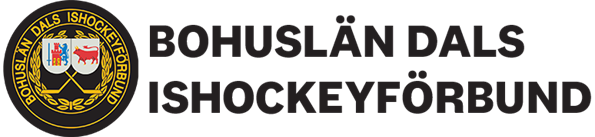 BOHUSLÄN DALS ISHOCKEYFÖRBUND
BOHUSLÄN DALS
ISHOCKEYFÖRBUND